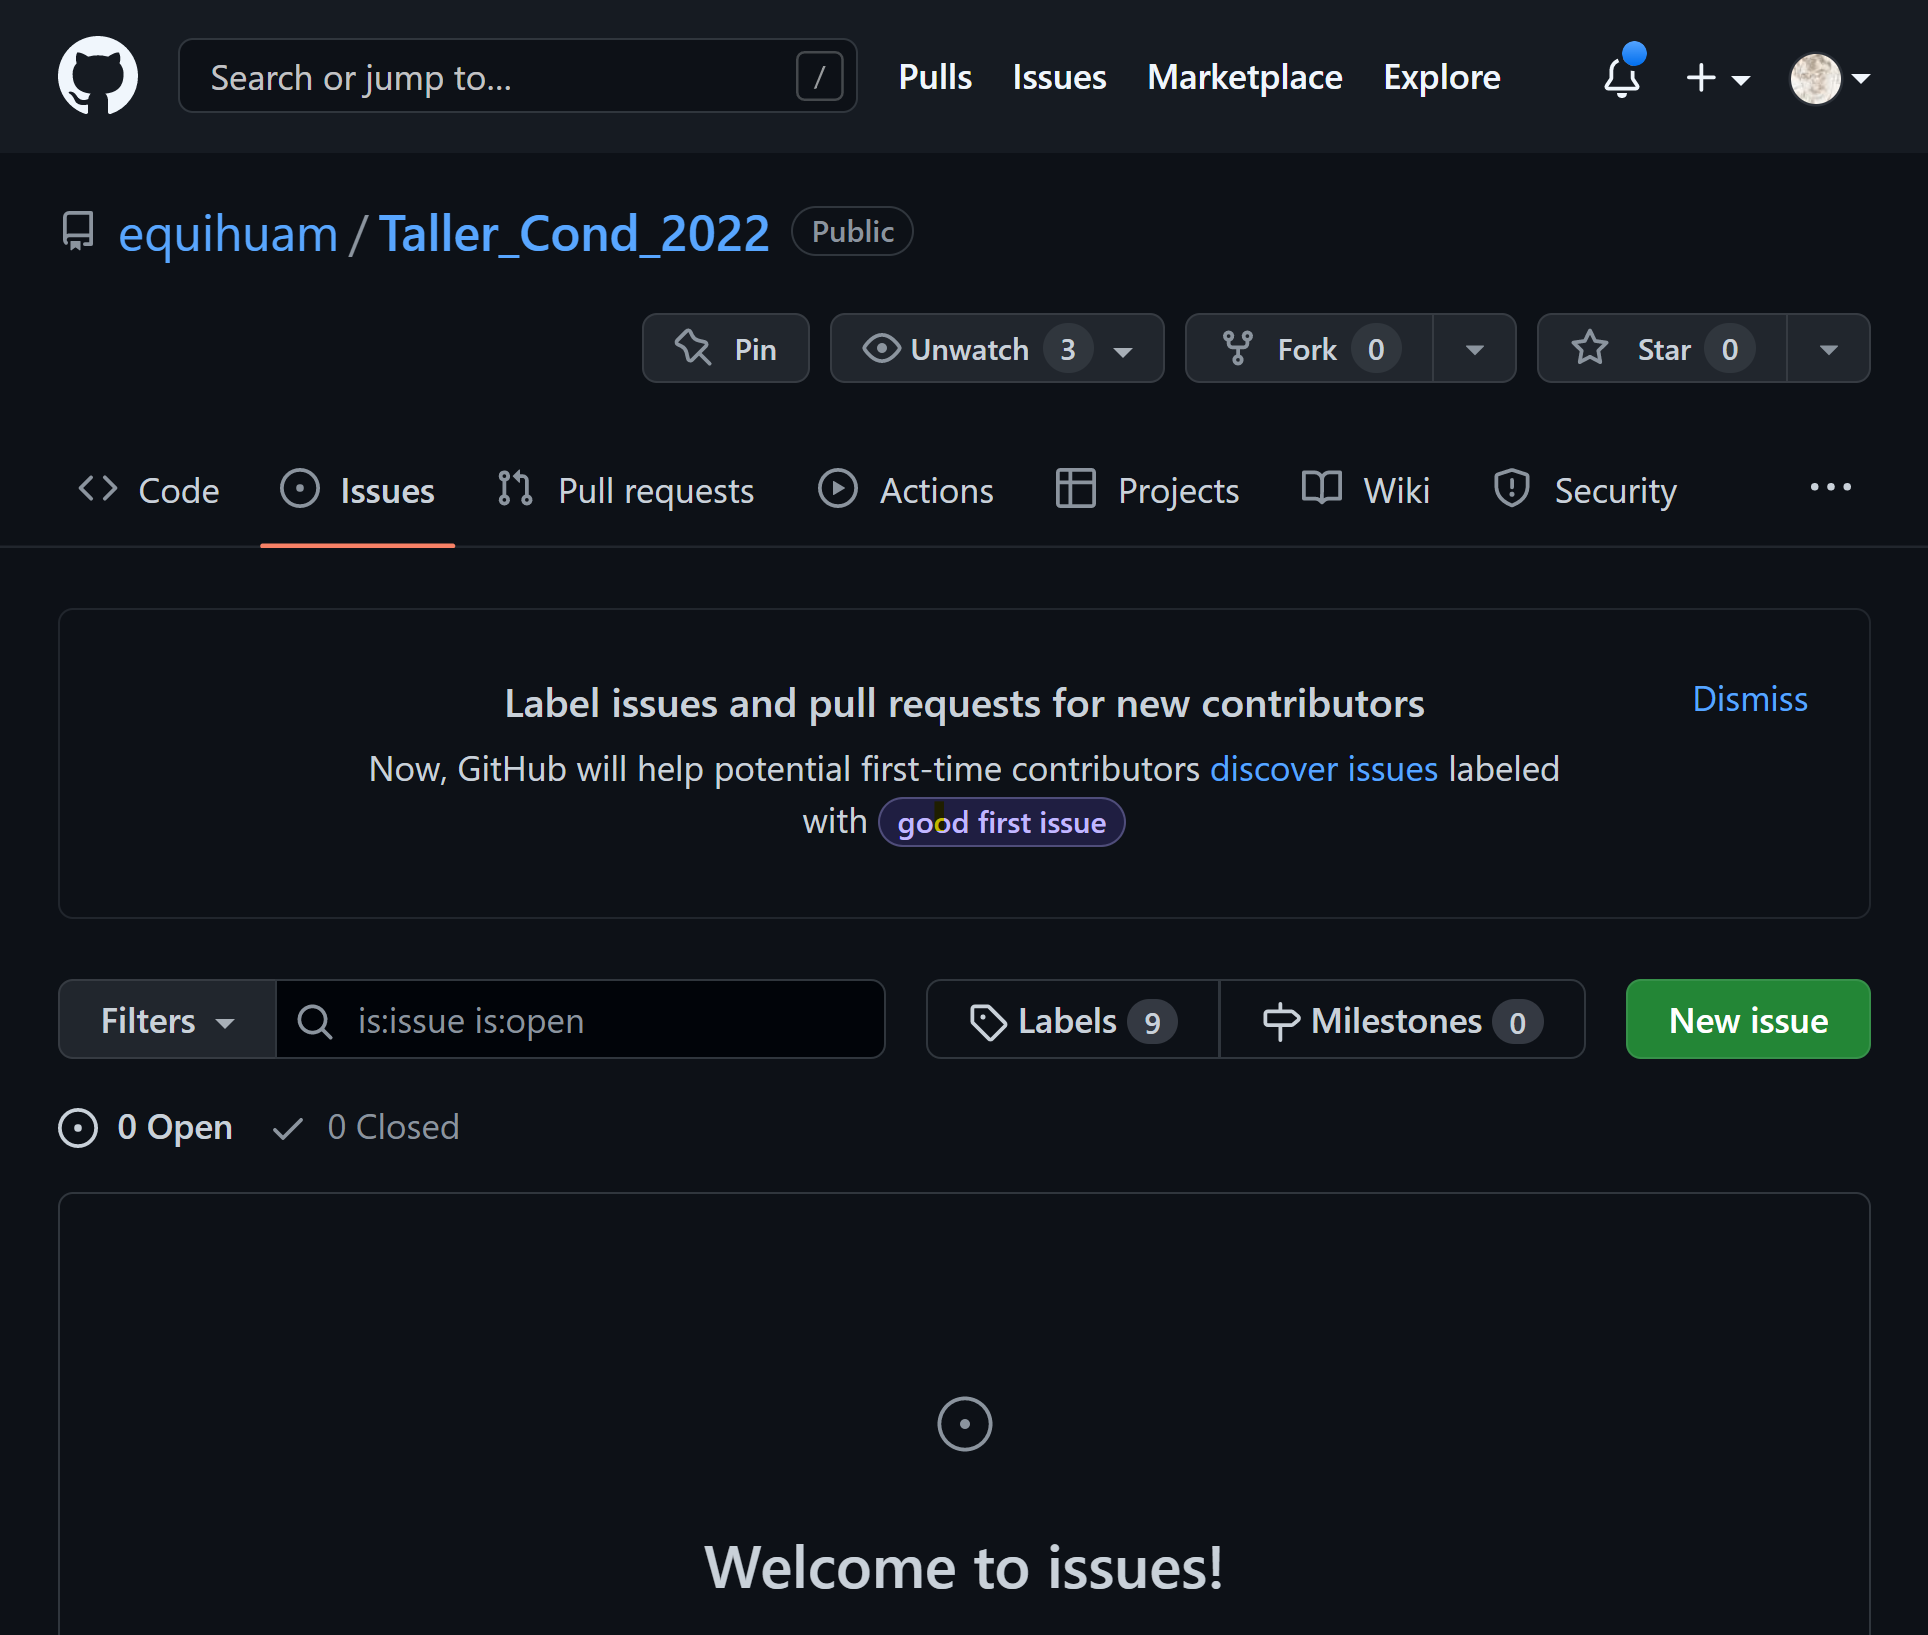 Search or jump to... /
Pulls Issues Marketplace Explore
equihuam / Taller_Cond_2022 Public
Pin Unwatch 3 Fork 0 Star 0
Code Issues Pull requests Actions Projects Wiki Security
Label issues and pull requests for new contributors
Dismiss
Now, GitHub will help potential first-time contributors discover issues labeled
with good first issue
Filters is:issue is:open Labels 9 Milestones 0 New issue
0 Open 0 Closed
Welcome to issues!